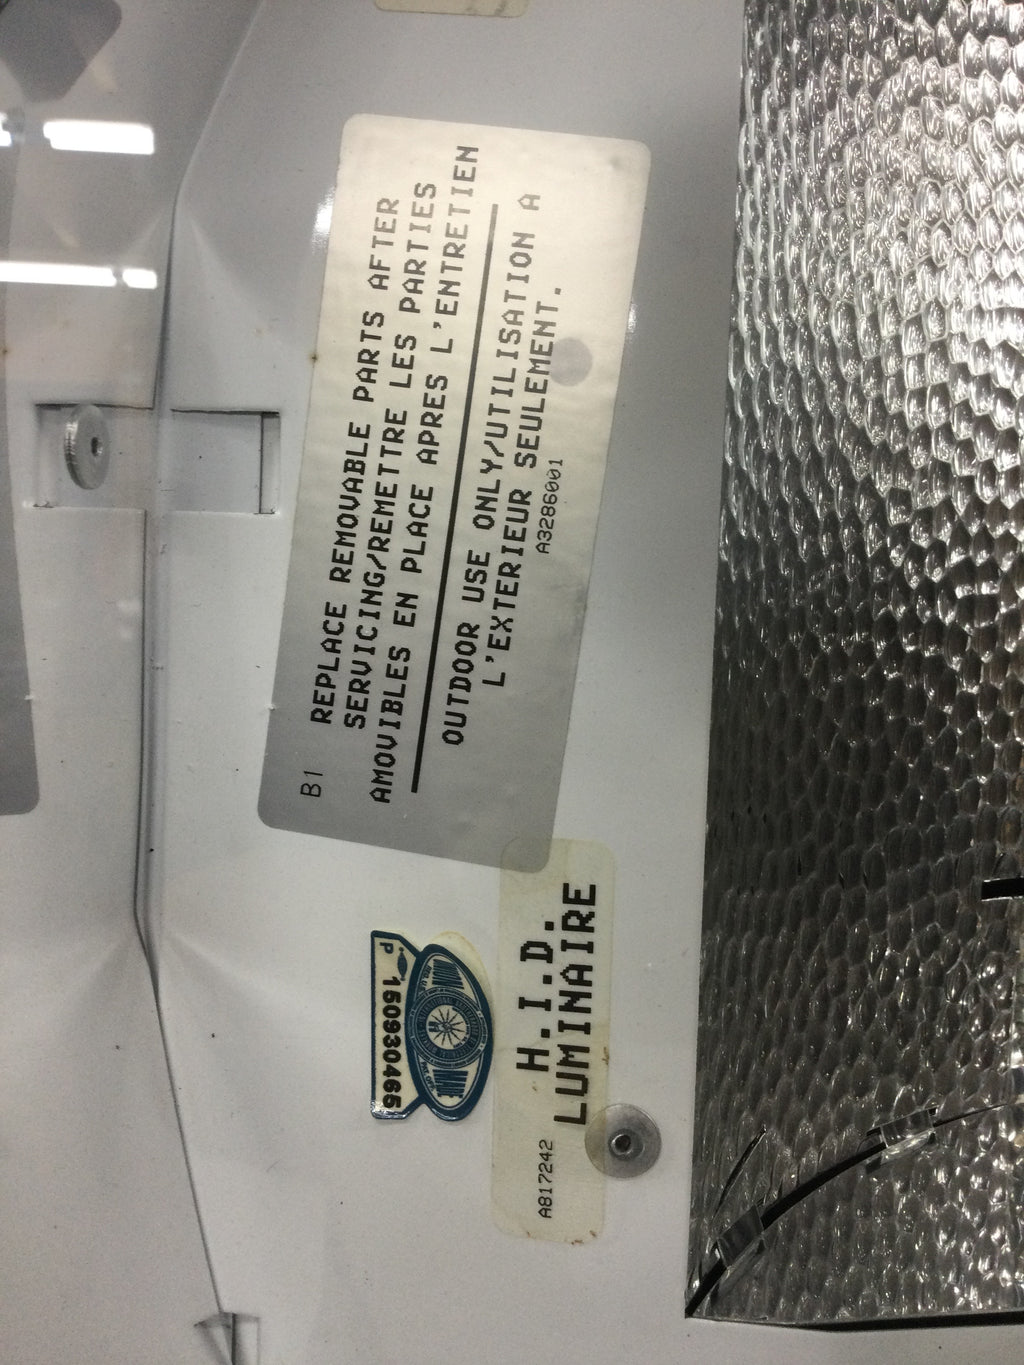 B1
REPLACE REMOVABLE PARTS AFTER
SERVICING/REMETTRE LES PARTIES
AMOVIBLES EN PLACE APRES L'ENTRETIEN
OUTDOOR USE ONLY/UTILISATION A
L'EXTERIEUR SEULEMENT.
A3286001
H.I.D.
LUMINAIRE
A817242
P 150930465